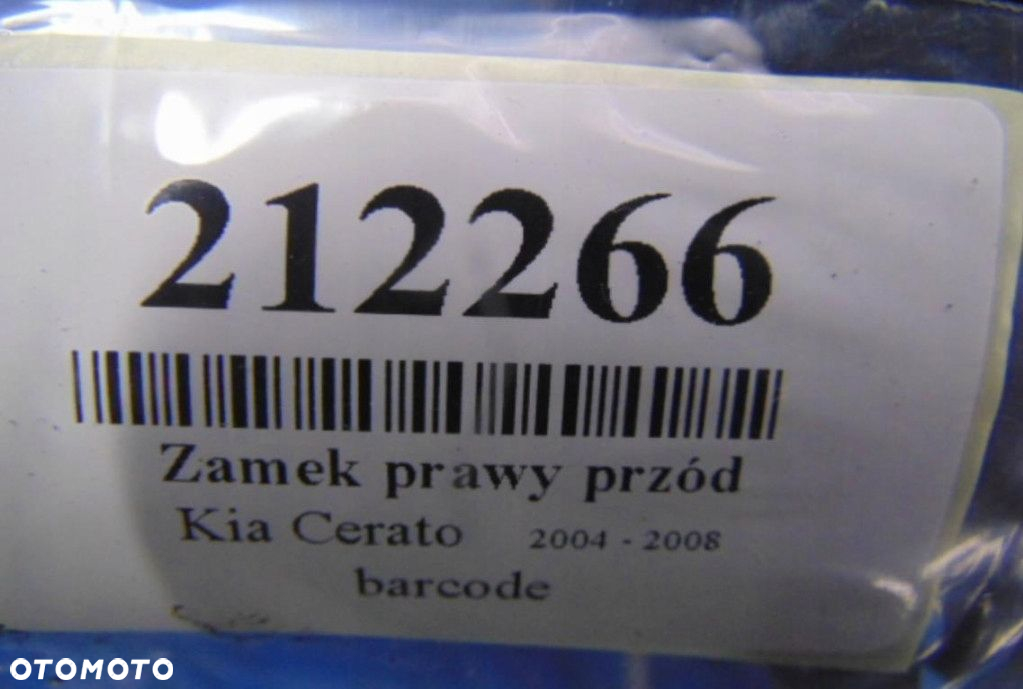 212266
Zamek prawy przód
Kia Cerato 2004 - 2008
barcode
OTOMOTO